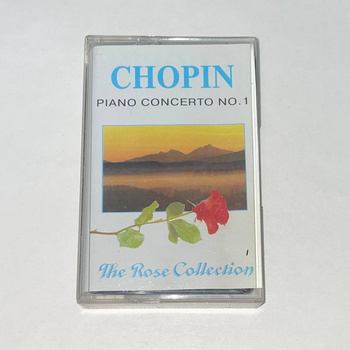 CHOPIN
PIANO CONCERTO NO.1
The Rose Collection